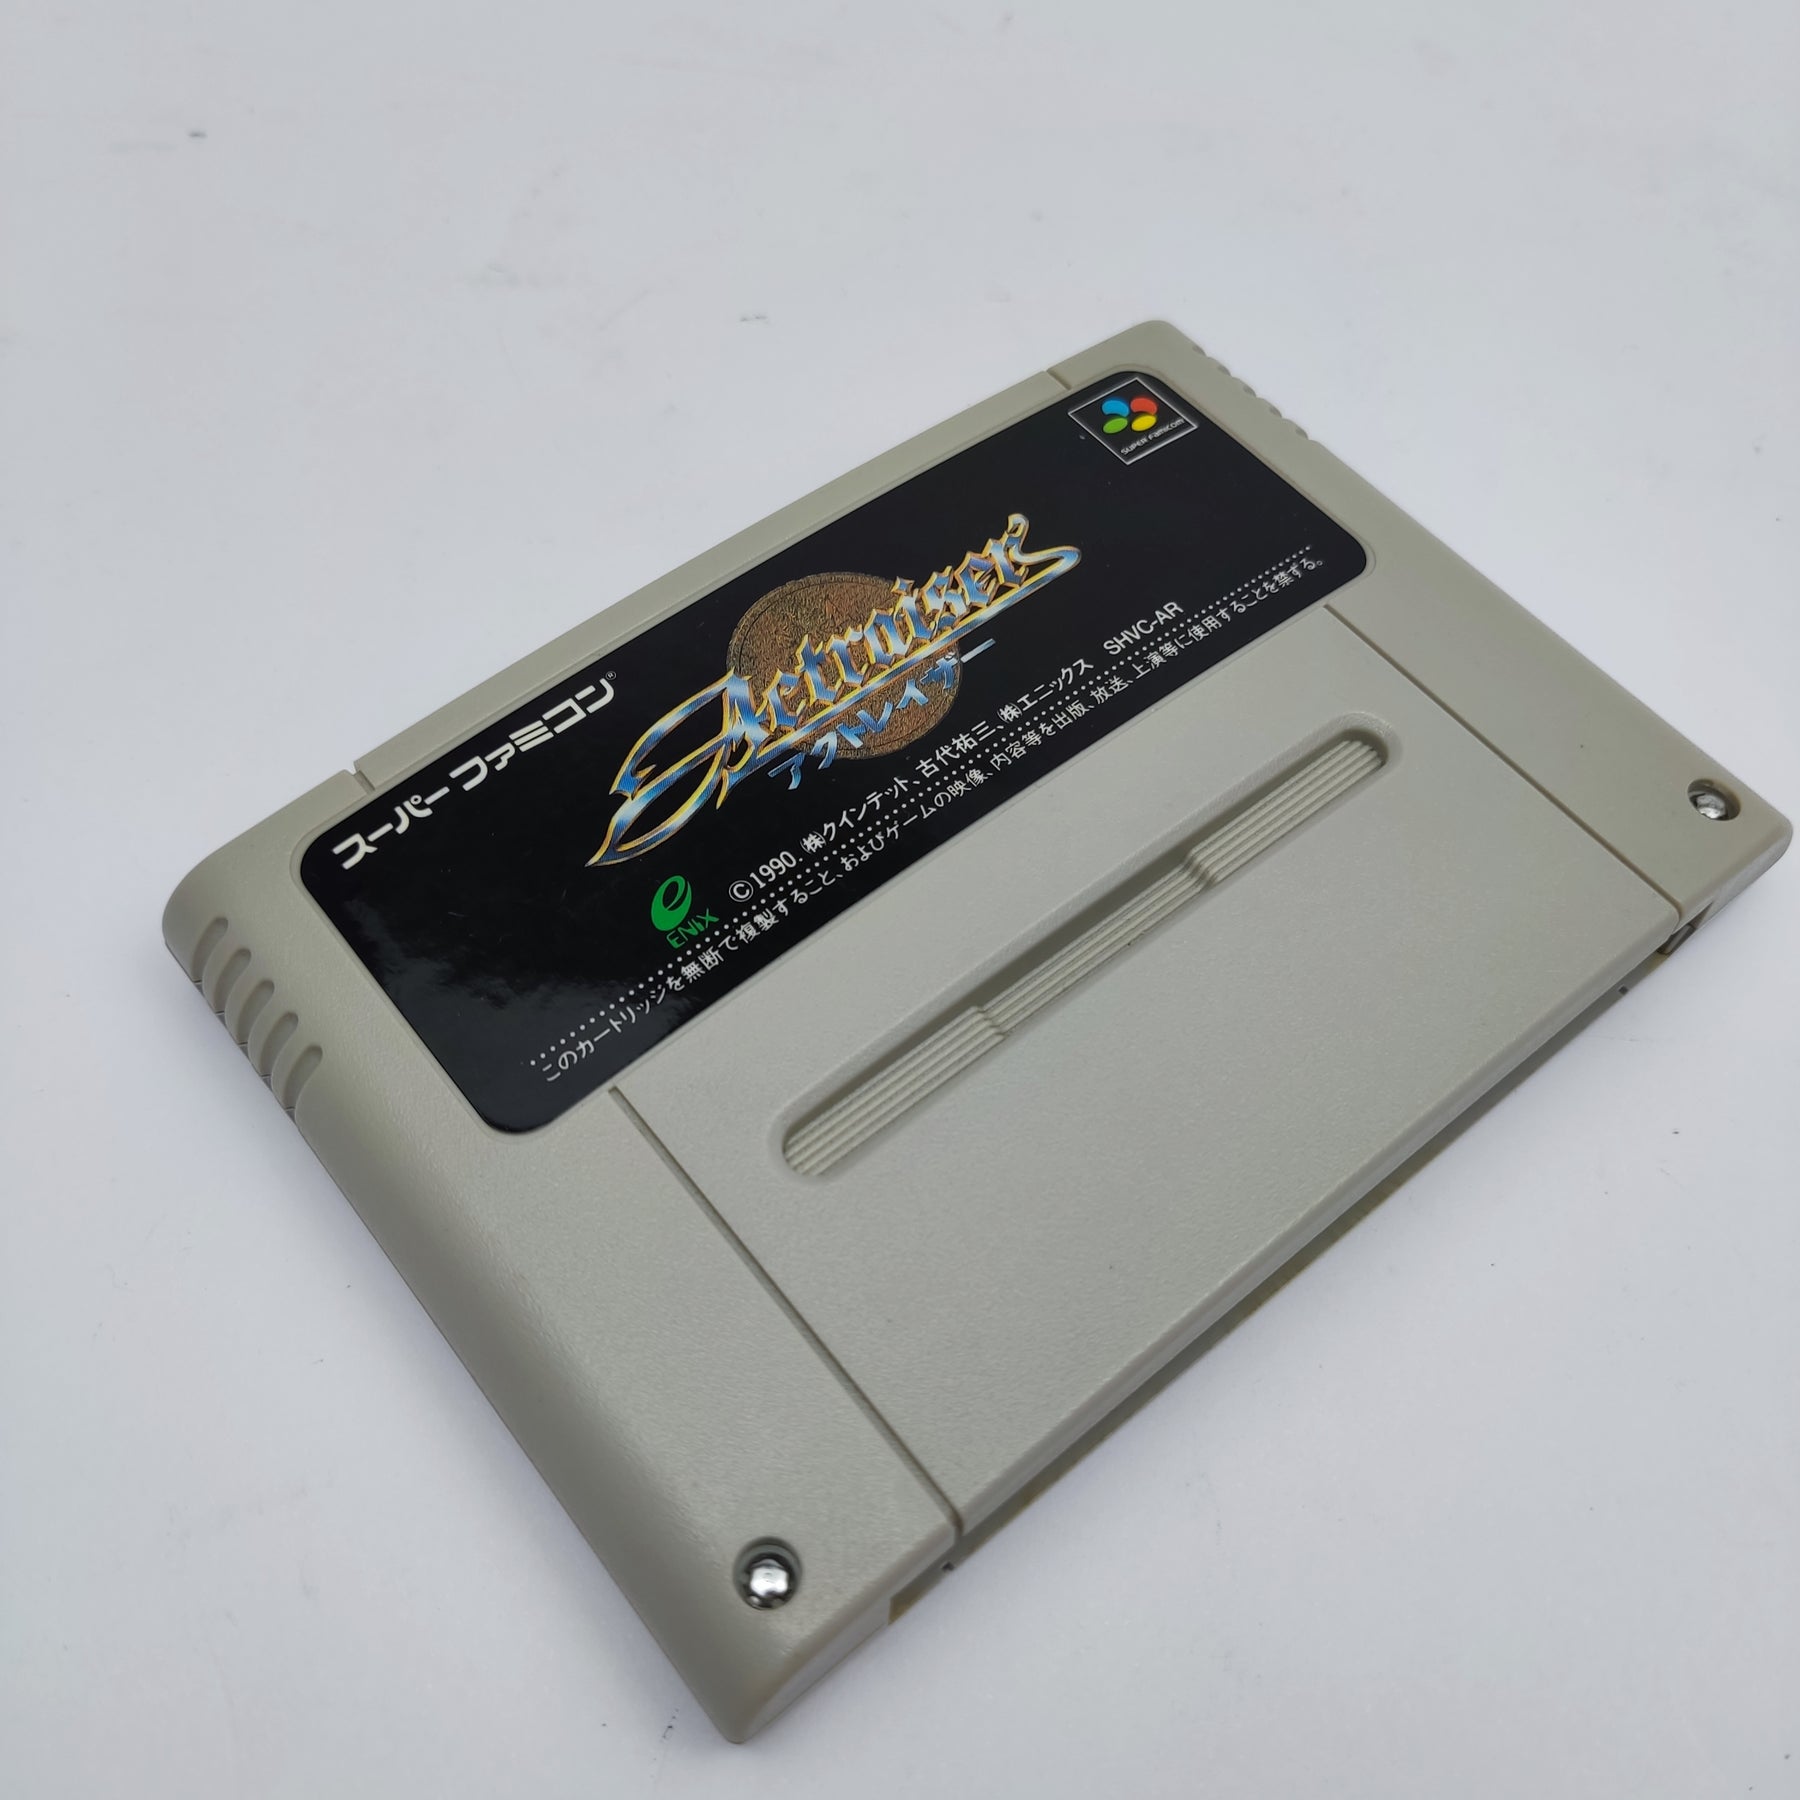 スーパーファミコン®
SUPER FAMICOM
Actraiser
アクトレイザー
ENIX
©1990. ㈱クインテット、古代祐三、㈱エニックス SHVC-AR
このカートリッジを無断で複製すること、およびゲームの映像、内容等を出版、放送、上演等に使用することを禁ずる。